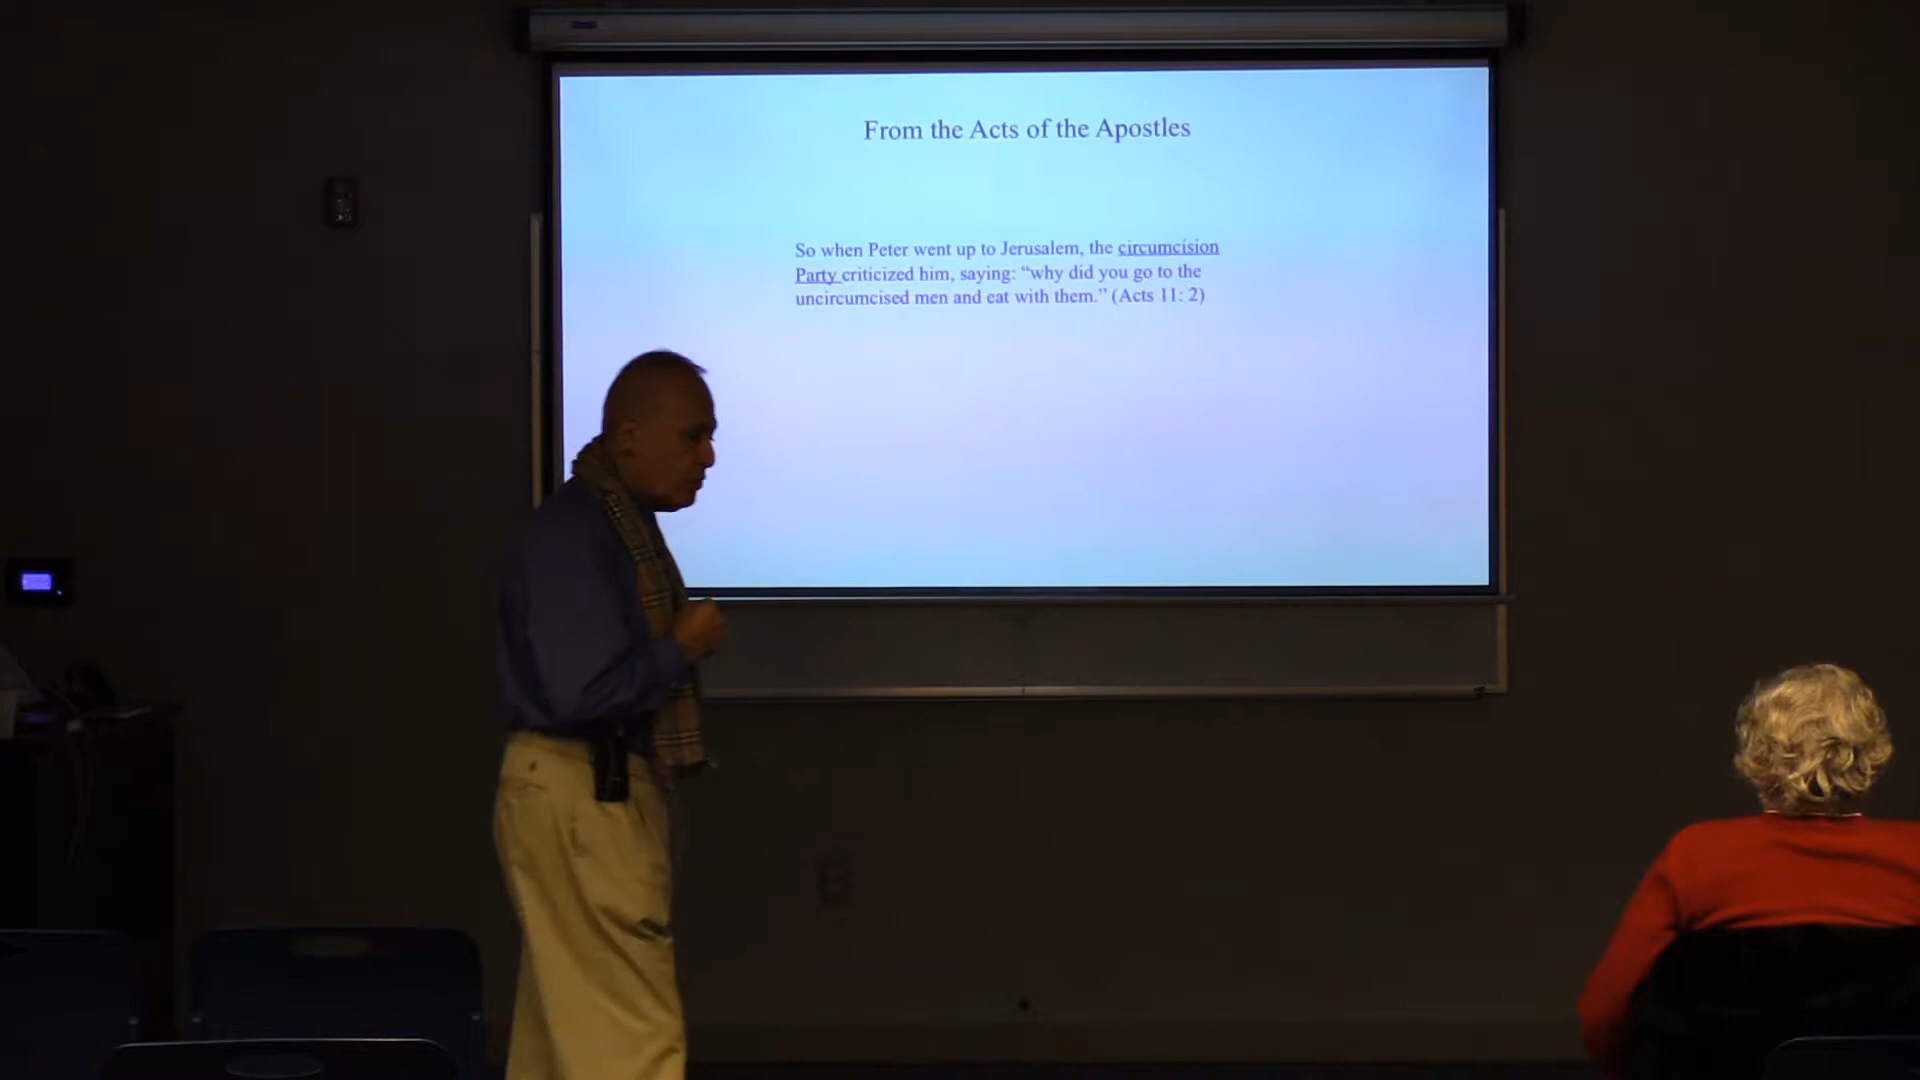 From the Acts of the Apostles
So when Peter went up to Jerusalem, the circumcision
Party criticized him, saying: “why did you go to the
uncircumcised men and eat with them.” (Acts 11: 2)